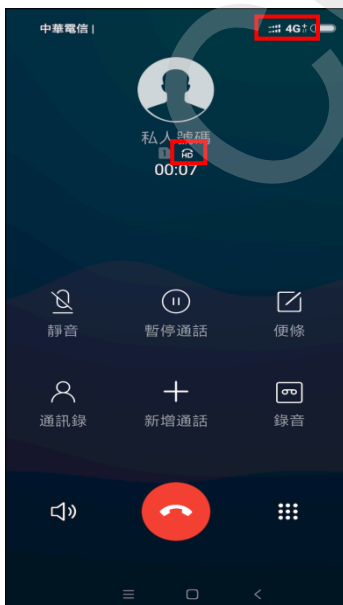 中華電信 |
4G+
私人號碼
1 HD
00:07
靜音 暫停通話 便條
通訊錄 新增通話 錄音